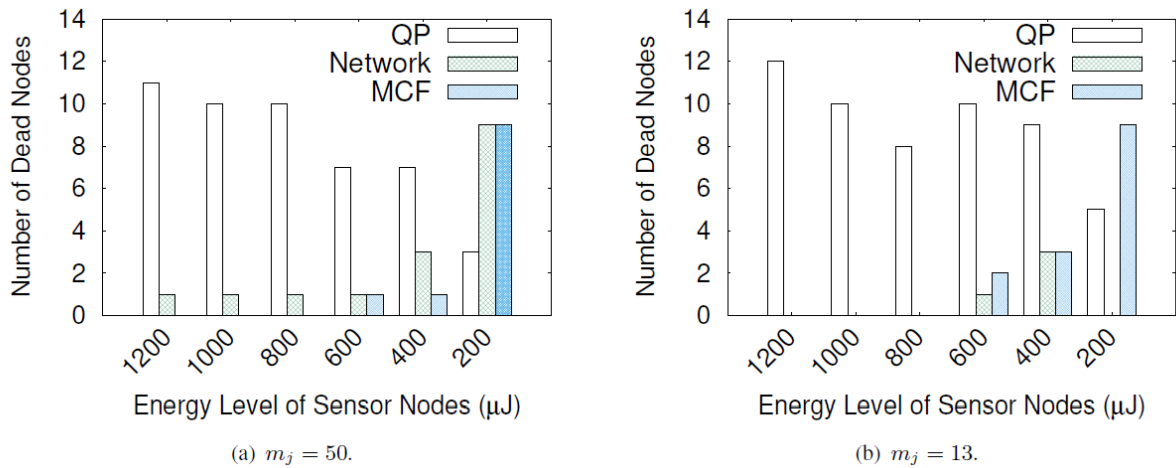 14
12
10
8
6
4
2
0
Number of Dead Nodes
QP
Network
MCF
1200
1000
800
600
400
200
Energy Level of Sensor Nodes (μJ)
(a) m_j = 50.
14
12
10
8
6
4
2
0
Number of Dead Nodes
QP
Network
MCF
1200
1000
800
600
400
200
Energy Level of Sensor Nodes (μJ)
(b) m_j = 13.